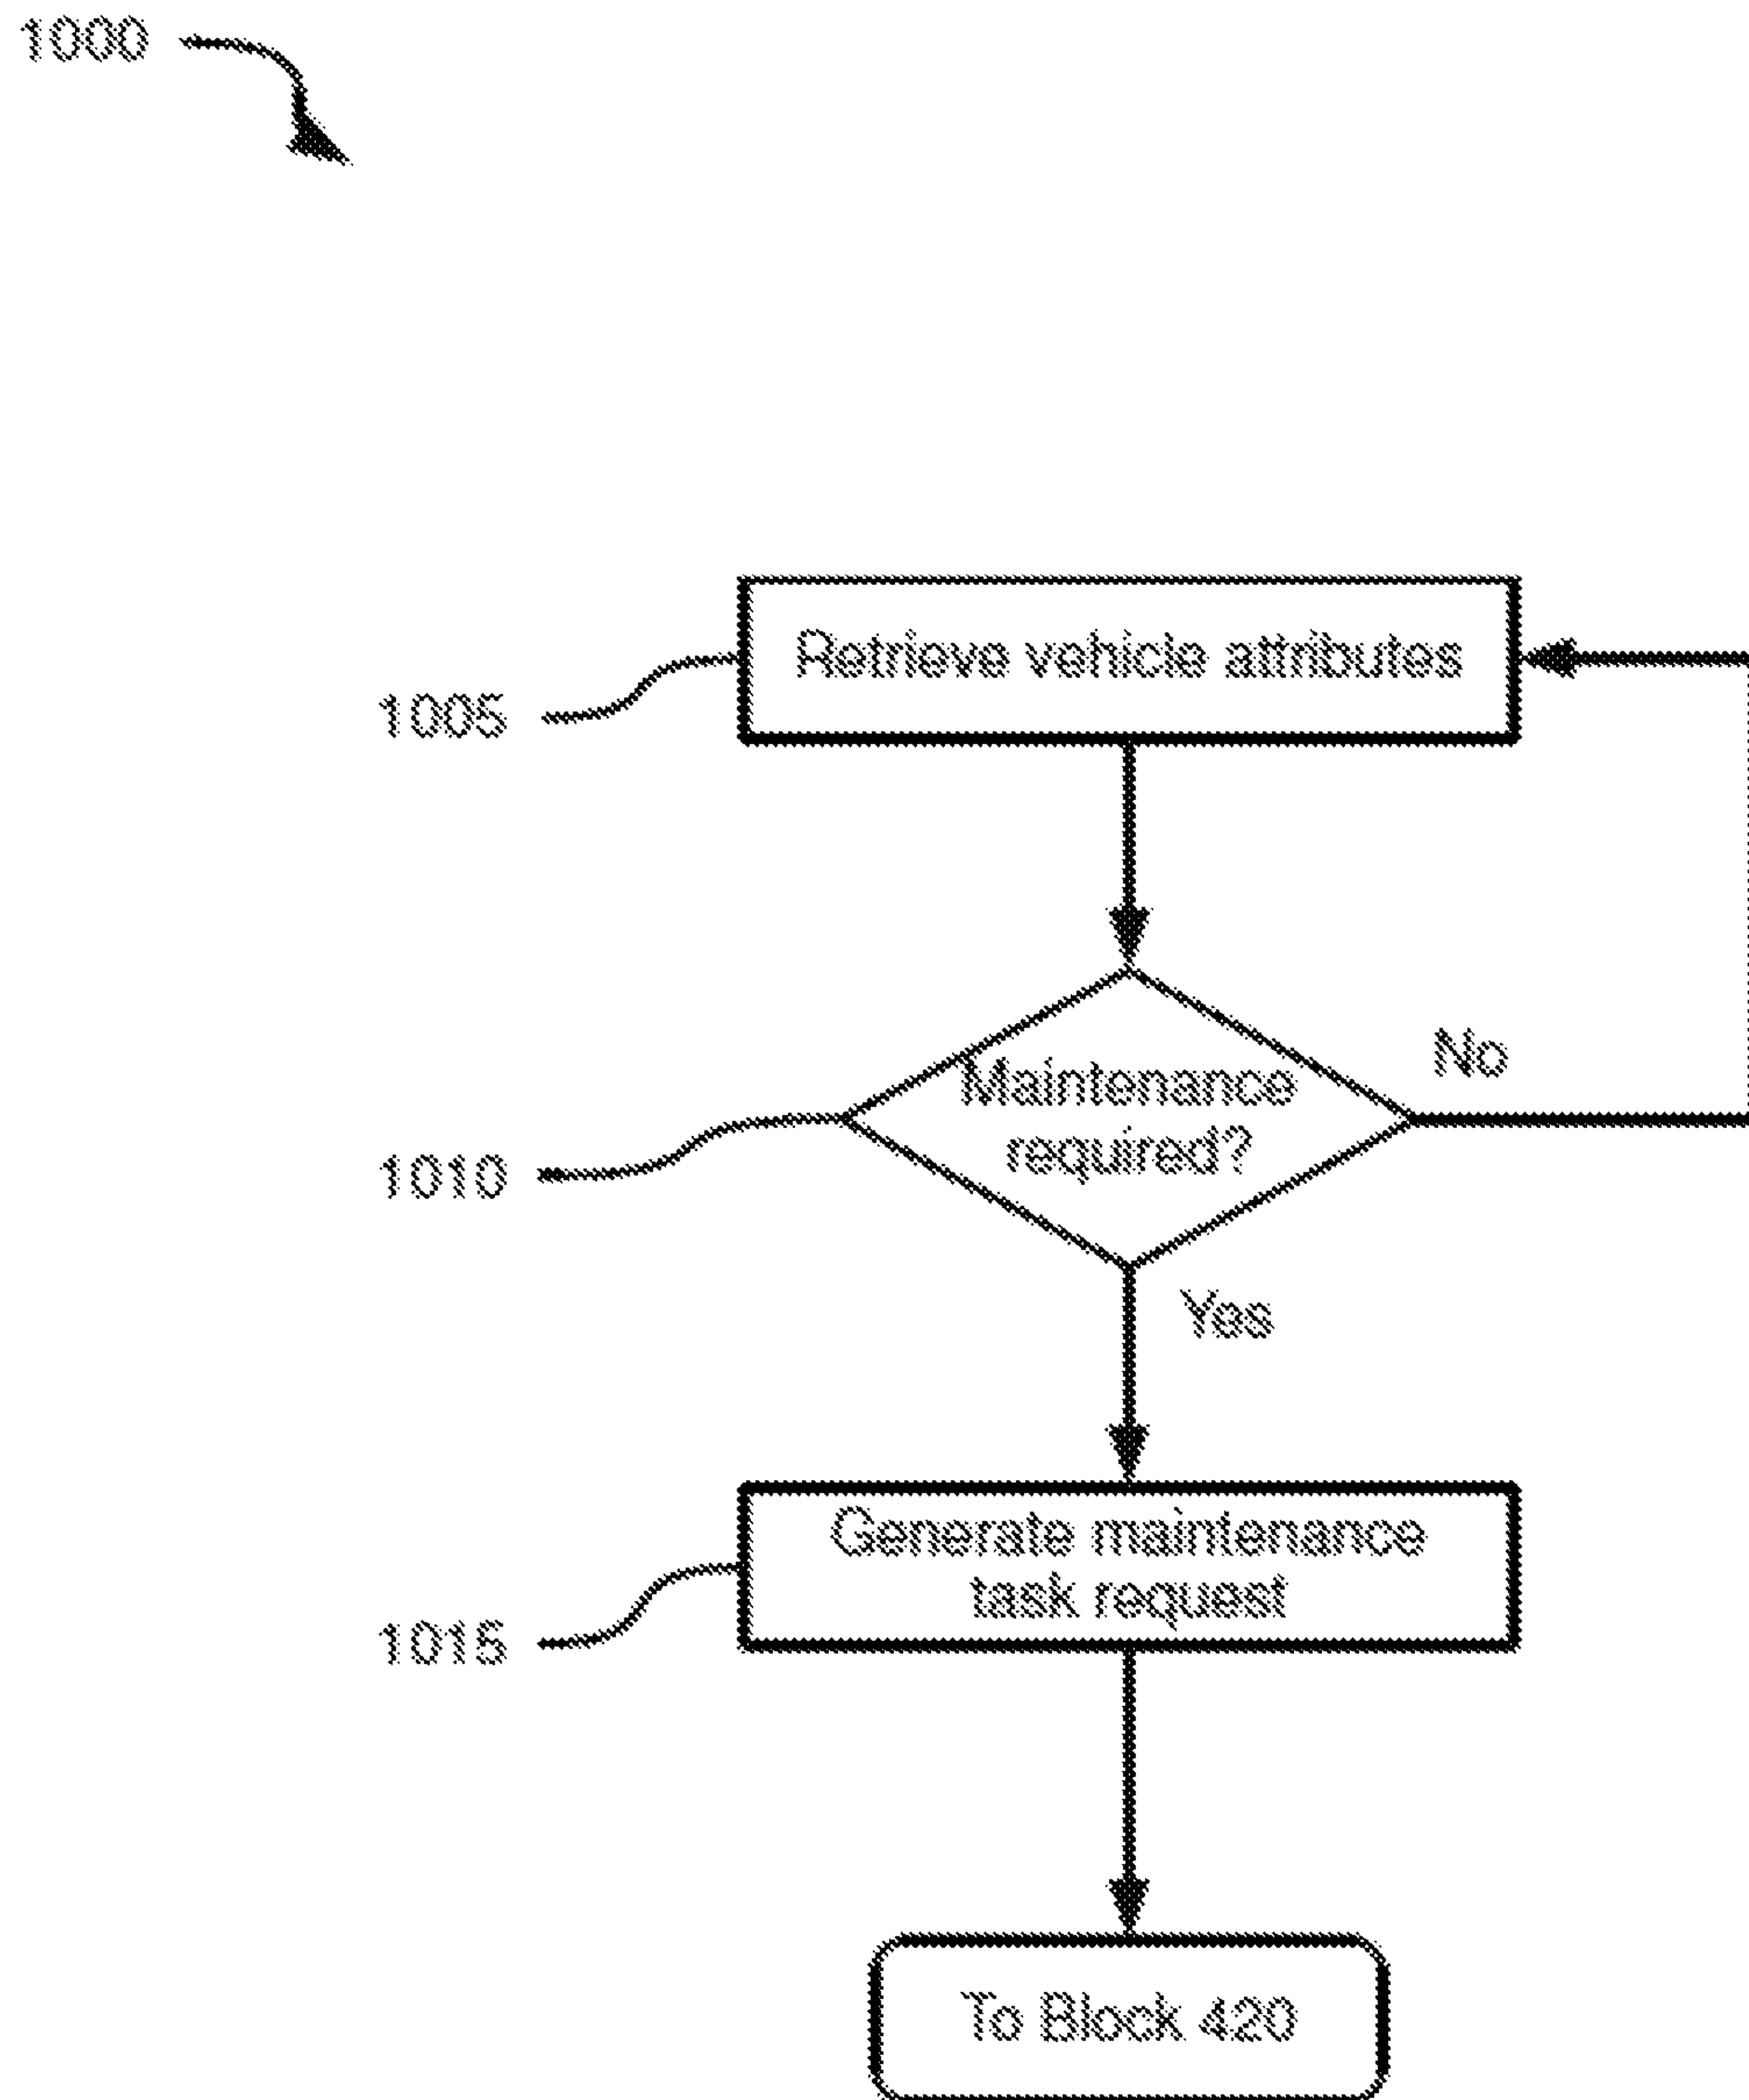 1000
Retrieve vehicle attributes
1005
Maintenance
required?
No
1010
Yes
Generate maintenance
task request
1015
To Block 420